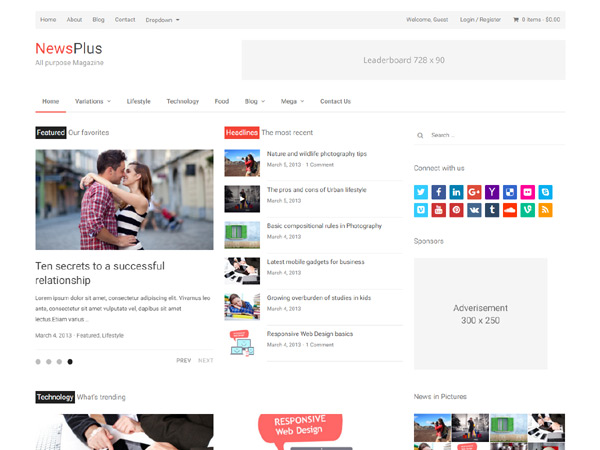 Home About Blog Contact Dropdown Welcome, Guest Login / Register 0 items - $0.00
NewsPlus
All purpose Magazine
Leaderboard 728 x 90
Home Variations Lifestyle Technology Food Blog Mega Contact Us
Featured Our favorites
Ten secrets to a successful
relationship
Lorem ipsum dolor sit amet, consectetur adipiscing elit. Vivamus leo
ante, consectetur sit amet vulputate vel, dapibus sit amet
lectus Etiam varius ...
March 4, 2013 · Featured, Lifestyle
PREV NEXT
Headlines The most recent
Nature and wildlife photography tips
March 5, 2013 · 1 Comment
The pros and cons of Urban lifestyle
March 5, 2013
Basic compositional rules in Photography
March 4, 2013
Latest mobile gadgets for business
March 4, 2013
Growing overburden of studies in kids
March 4, 2013
Responsive Web Design basics
March 4, 2013 · 1 Comment
Search ...
Connect with us
Sponsors
Advertisement
300 x 250
Technology What's trending
RESPONSIVE
Web Design
News in Pictures